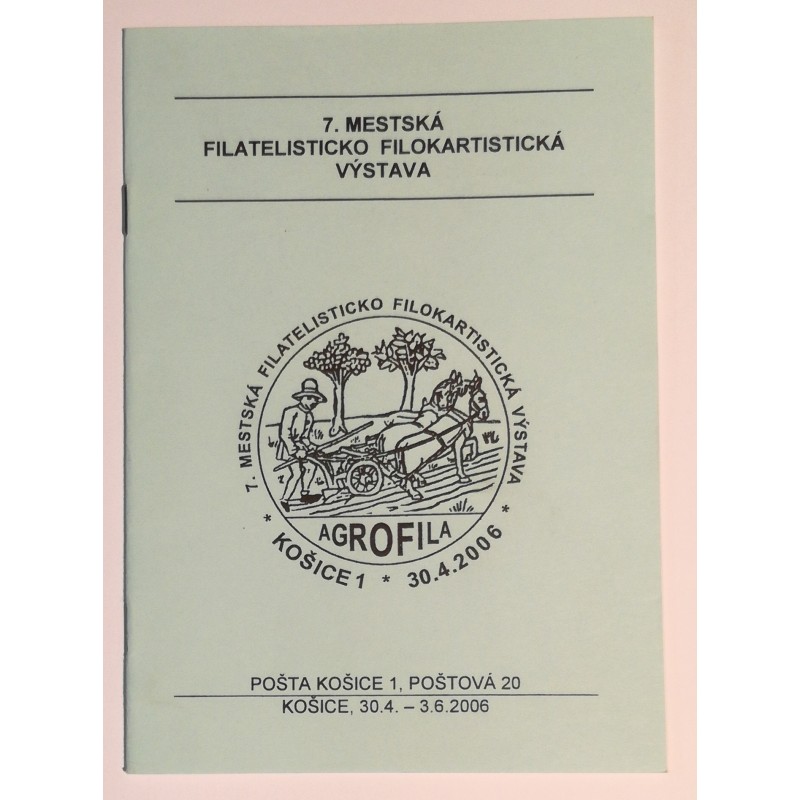 7. MESTSKÁ
FILATELISTICKO FILOKARTISTICKÁ
VÝSTAVA
7. MESTSKÁ FILATELISTICKO FILOKARTISTICKÁ VÝSTAVA
AGROFILA
* KOŠICE 1 * 30.4.2006 *
POŠTA KOŠICE 1, POŠTOVÁ 20
KOŠICE, 30.4. – 3.6.2006